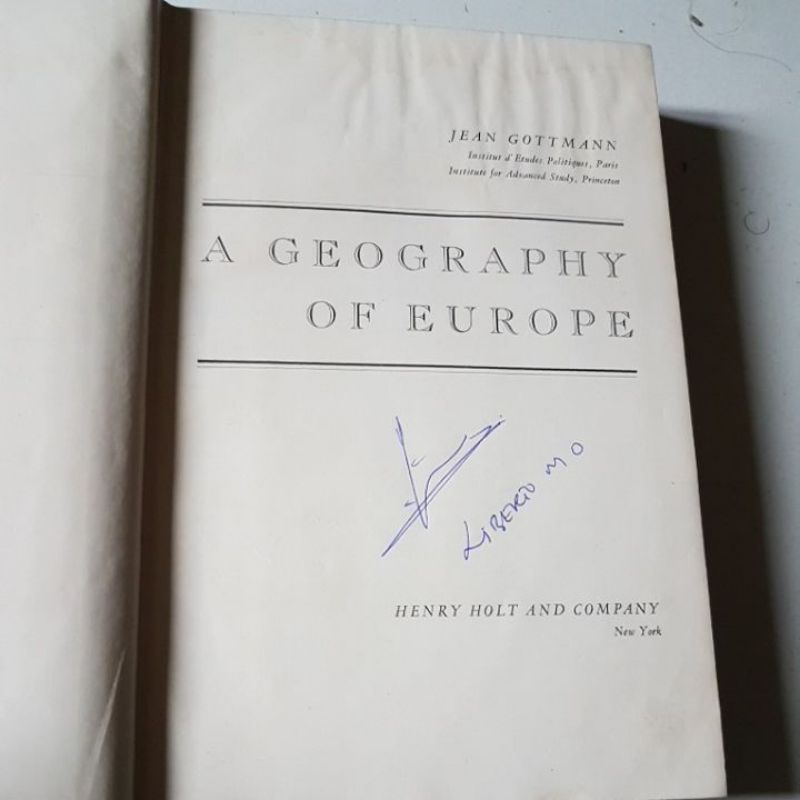 JEAN GOTTMANN
Institut d'Etudes Politiques, Paris
Institute for Advanced Study, Princeton
A GEOGRAPHY
OF EUROPE
LIBERIO M O
HENRY HOLT AND COMPANY
New York